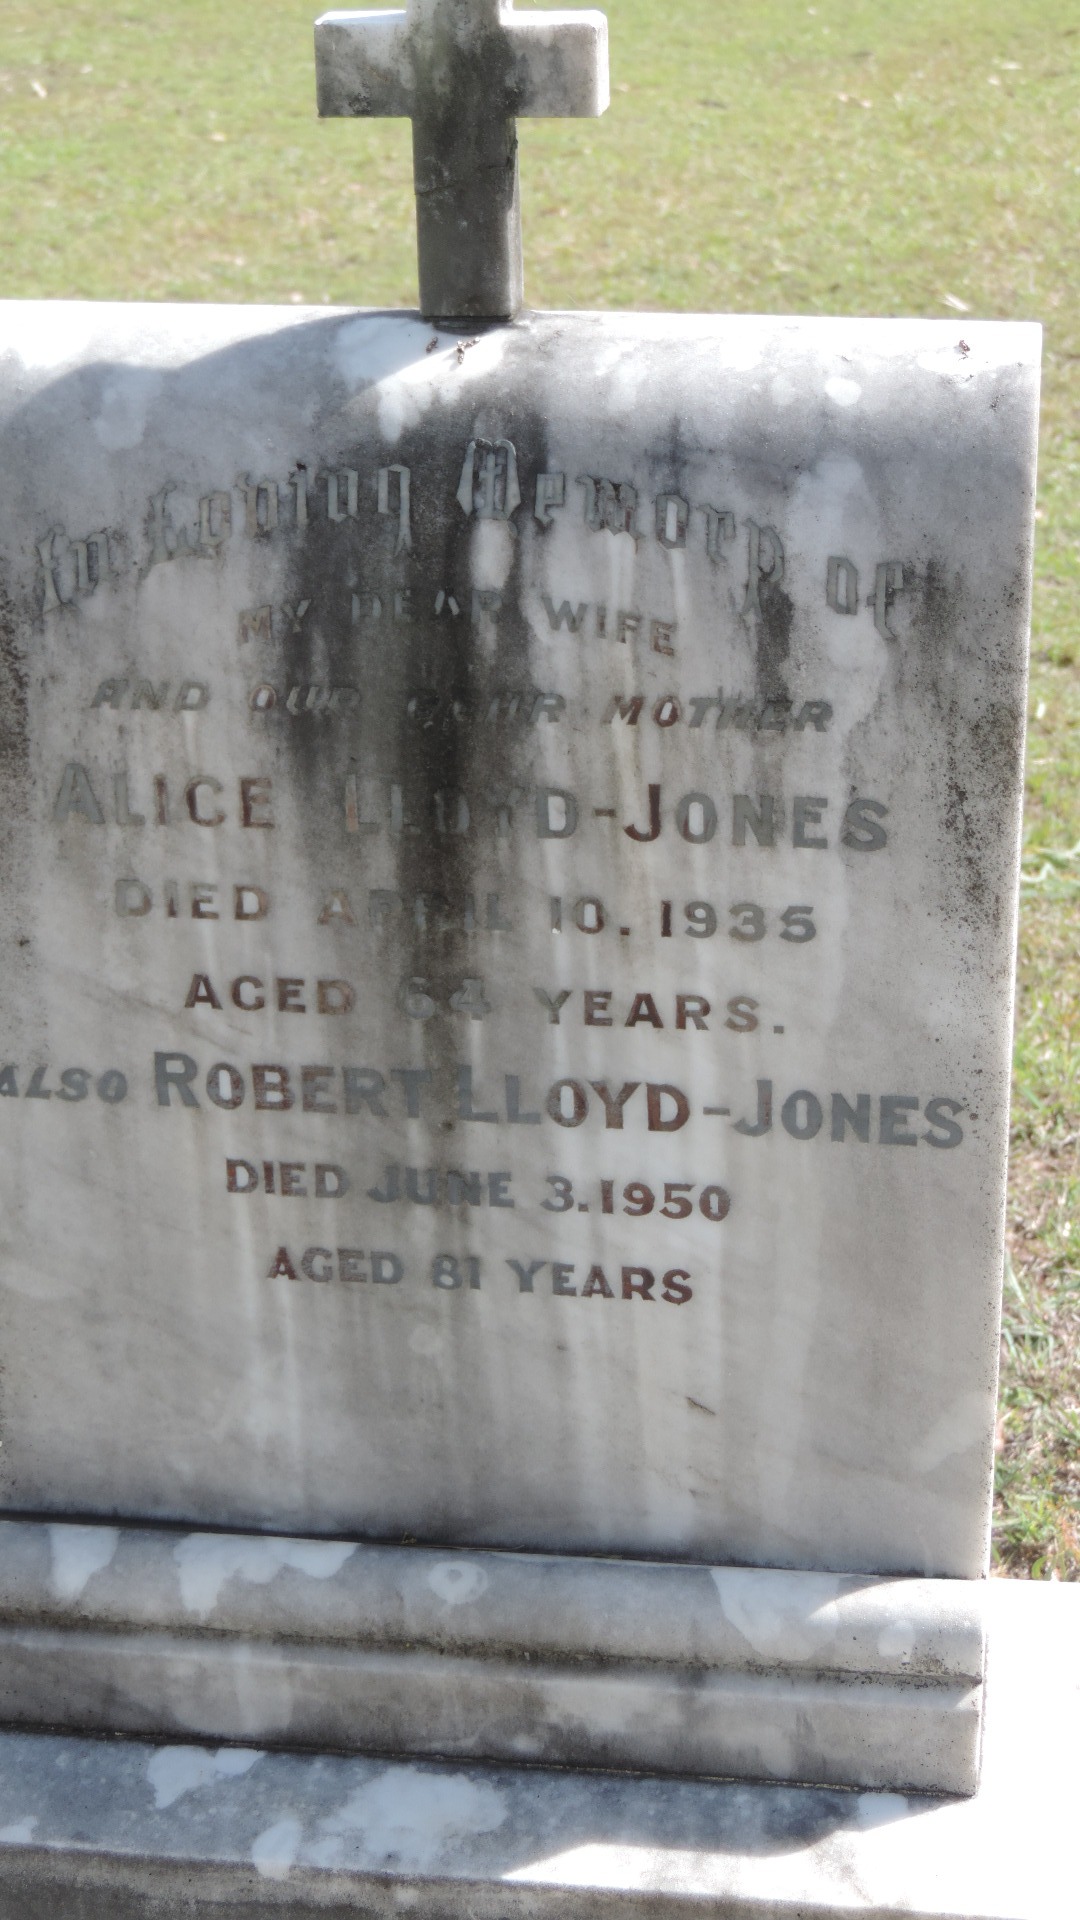 In Loving Memory of
MY DEAR WIFE
AND OUR DEAR MOTHER
ALICE LLOYD-JONES
DIED APRIL 10. 1935
AGED 64 YEARS.
ALSO ROBERT LLOYD-JONES
DIED JUNE 3. 1950
AGED 81 YEARS